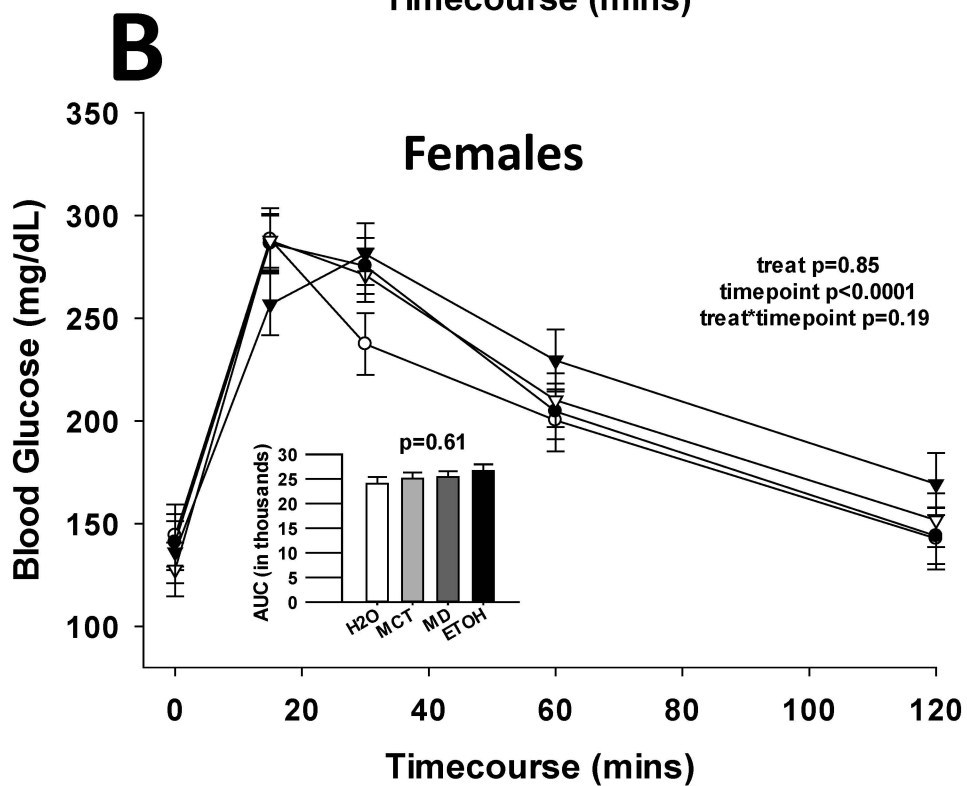 Timecourse (mins)
B
Females
Blood Glucose (mg/dL)
350
300
250
200
150
100
treat p=0.85
timepoint p<0.0001
treat*timepoint p=0.19
p=0.61
AUC (in thousands)
30
25
20
15
10
5
0
H2O
MCT
MD
ETOH
0
20
40
60
80
100
120
Timecourse (mins)